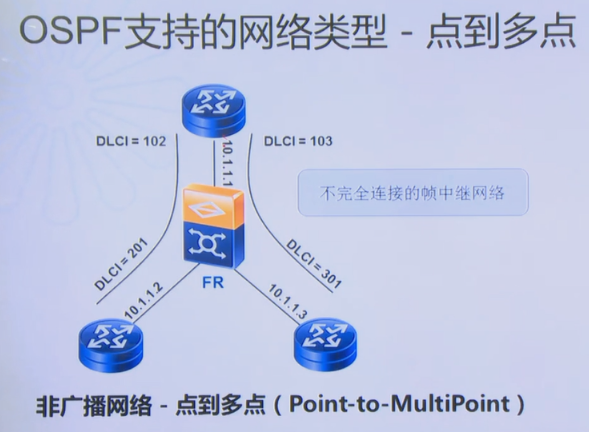 OSPF支持的网络类型 - 点到多点
DLCI = 102
DLCI = 103
10.1.1.1
不完全连接的帧中继网络
DLCI = 201
DLCI = 301
FR
10.1.1.2
10.1.1.3
非广播网络 - 点到多点（Point-to-MultiPoint）